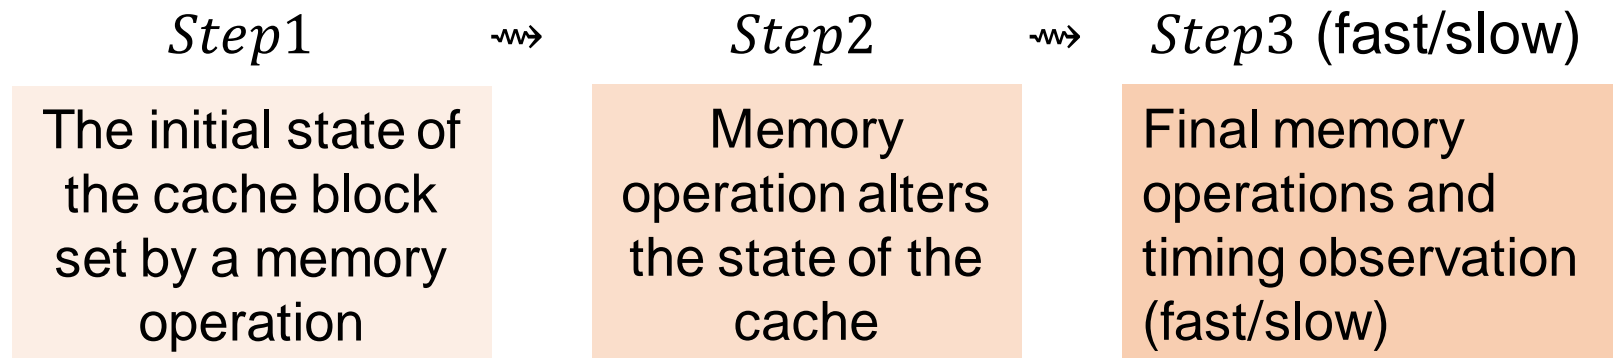 Step1 ⇝ Step2 ⇝ Step3 (fast/slow)
The initial state of
the cache block
set by a memory
operation
Memory
operation alters
the state of the
cache
Final memory
operations and
timing observation
(fast/slow)